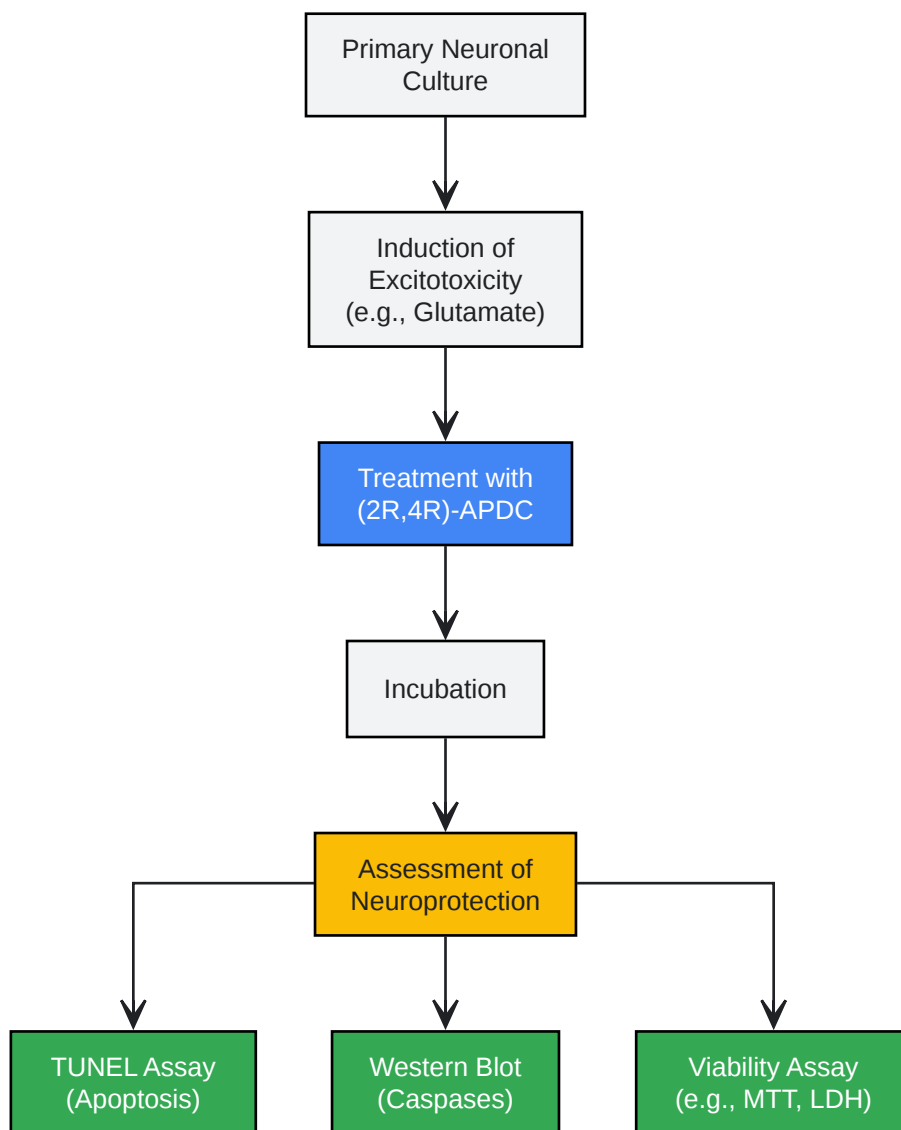 Primary Neuronal
Culture
Induction of
Excitotoxicity
(e.g., Glutamate)
Treatment with
(2R,4R)-APDC
Incubation
Assessment of
Neuroprotection
TUNEL Assay
(Apoptosis)
Western Blot
(Caspases)
Viability Assay
(e.g., MTT, LDH)